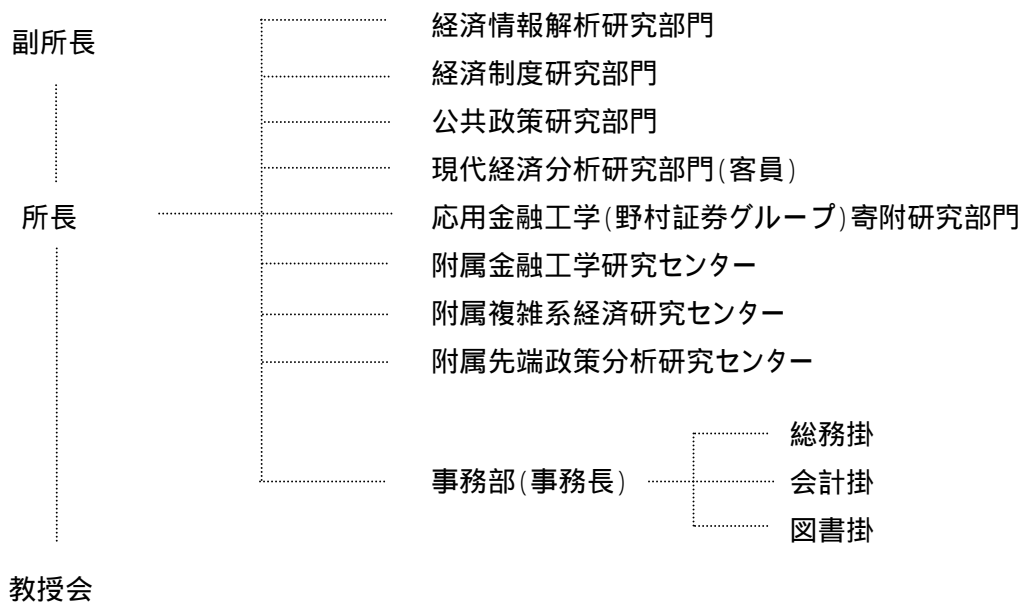 副所長
経済情報解析研究部門
経済制度研究部門
公共政策研究部門
現代経済分析研究部門(客員)
所長
応用金融工学(野村証券グループ)寄附研究部門
附属金融工学研究センター
附属複雑系経済研究センター
附属先端政策分析研究センター
総務掛
事務部(事務長)
会計掛
図書掛
教授会